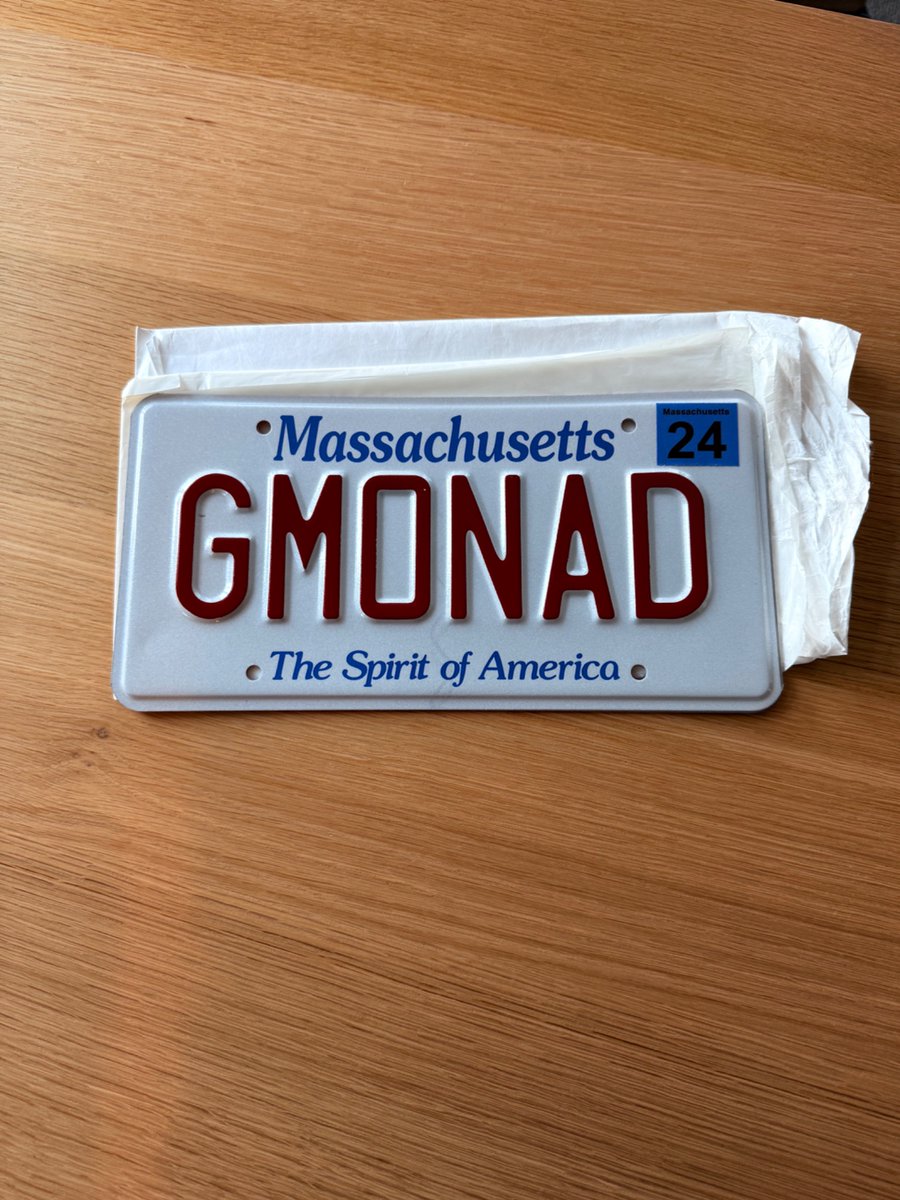 Massachusetts
Massachusetts
24
GMONAD
The Spirit of America